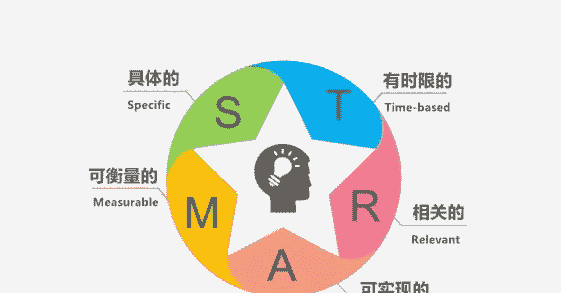 具体的
Specific
S
T
有时限的
Time-based
可衡量的
Measurable
M
R
相关的
Relevant
A
可实现的